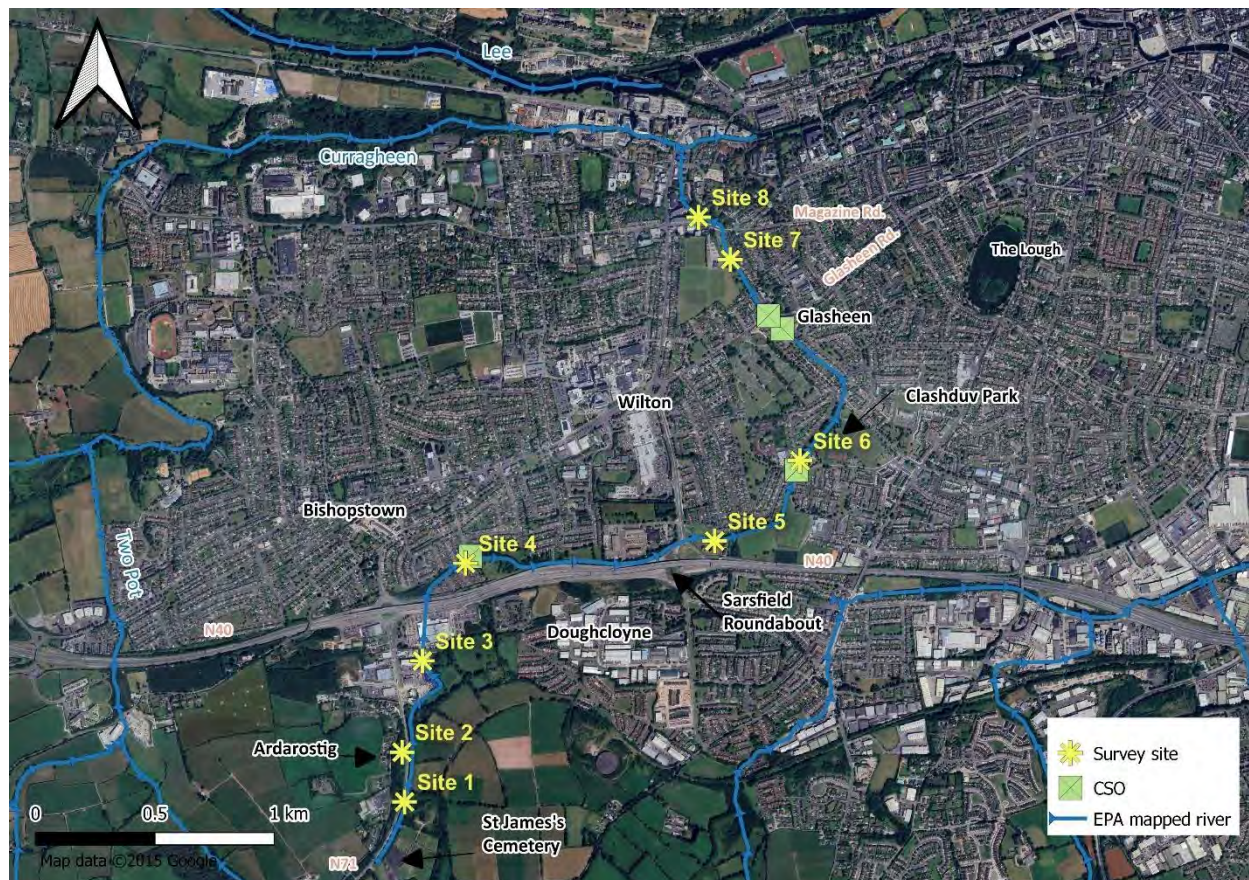 Lee
Curragheen
Site 8
Magazine Rd.
Site 7
Glasheen Rd.
The Lough
Glasheen
Wilton
Clashduv Park
Site 6
Bishopstown
Site 5
Site 4
Two Pot
N40
Sarsfield
Roundabout
Doughcloyne
N40
Site 3
Site 2
Ardarostig
Site 1
0 0.5 1 km
St James's
Cemetery
N71
Map data ©2015 Google
Survey site
CSO
EPA mapped river